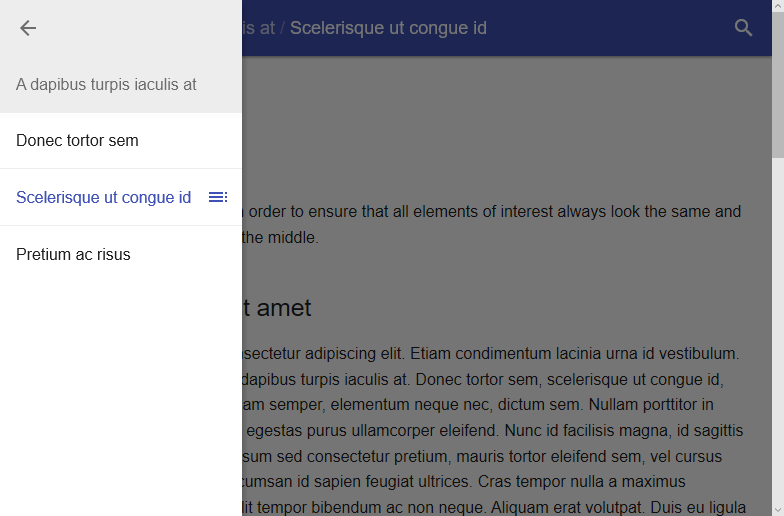 is at / Scelerisque ut congue id
A dapibus turpis iaculis at
Donec tortor sem
Scelerisque ut congue id
Pretium ac risus
order to ensure that all elements of interest always look the same and
the middle.
t amet
nsectetur adipiscing elit. Etiam condimentum lacinia urna id vestibulum.
dapibus turpis iaculis at. Donec tortor sem, scelerisque ut congue id,
am semper, elementum neque nec, dictum sem. Nullam porttitor in
egestas purus ullamcorper eleifend. Nunc id facilisis magna, id sagittis
sum sed consectetur pretium, mauris tortor eleifend sem, vel cursus
cumsan id sapien feugiat ultrices. Cras tempor nulla a maximus
lit tempor bibendum ac non neque. Aliquam erat volutpat. Duis eu ligula